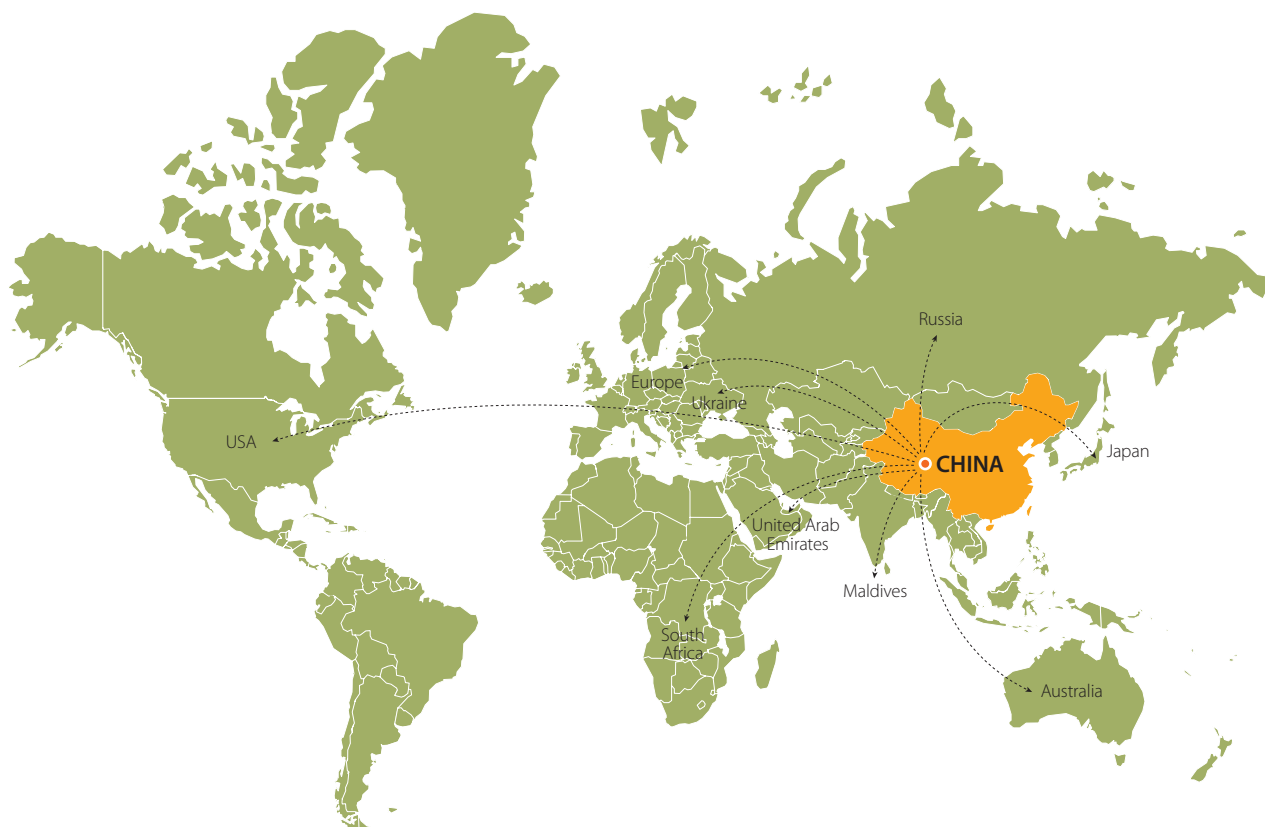 Russia
Europe
Ukraine
USA
Japan
CHINA
United Arab
Emirates
Maldives
South
Africa
Australia